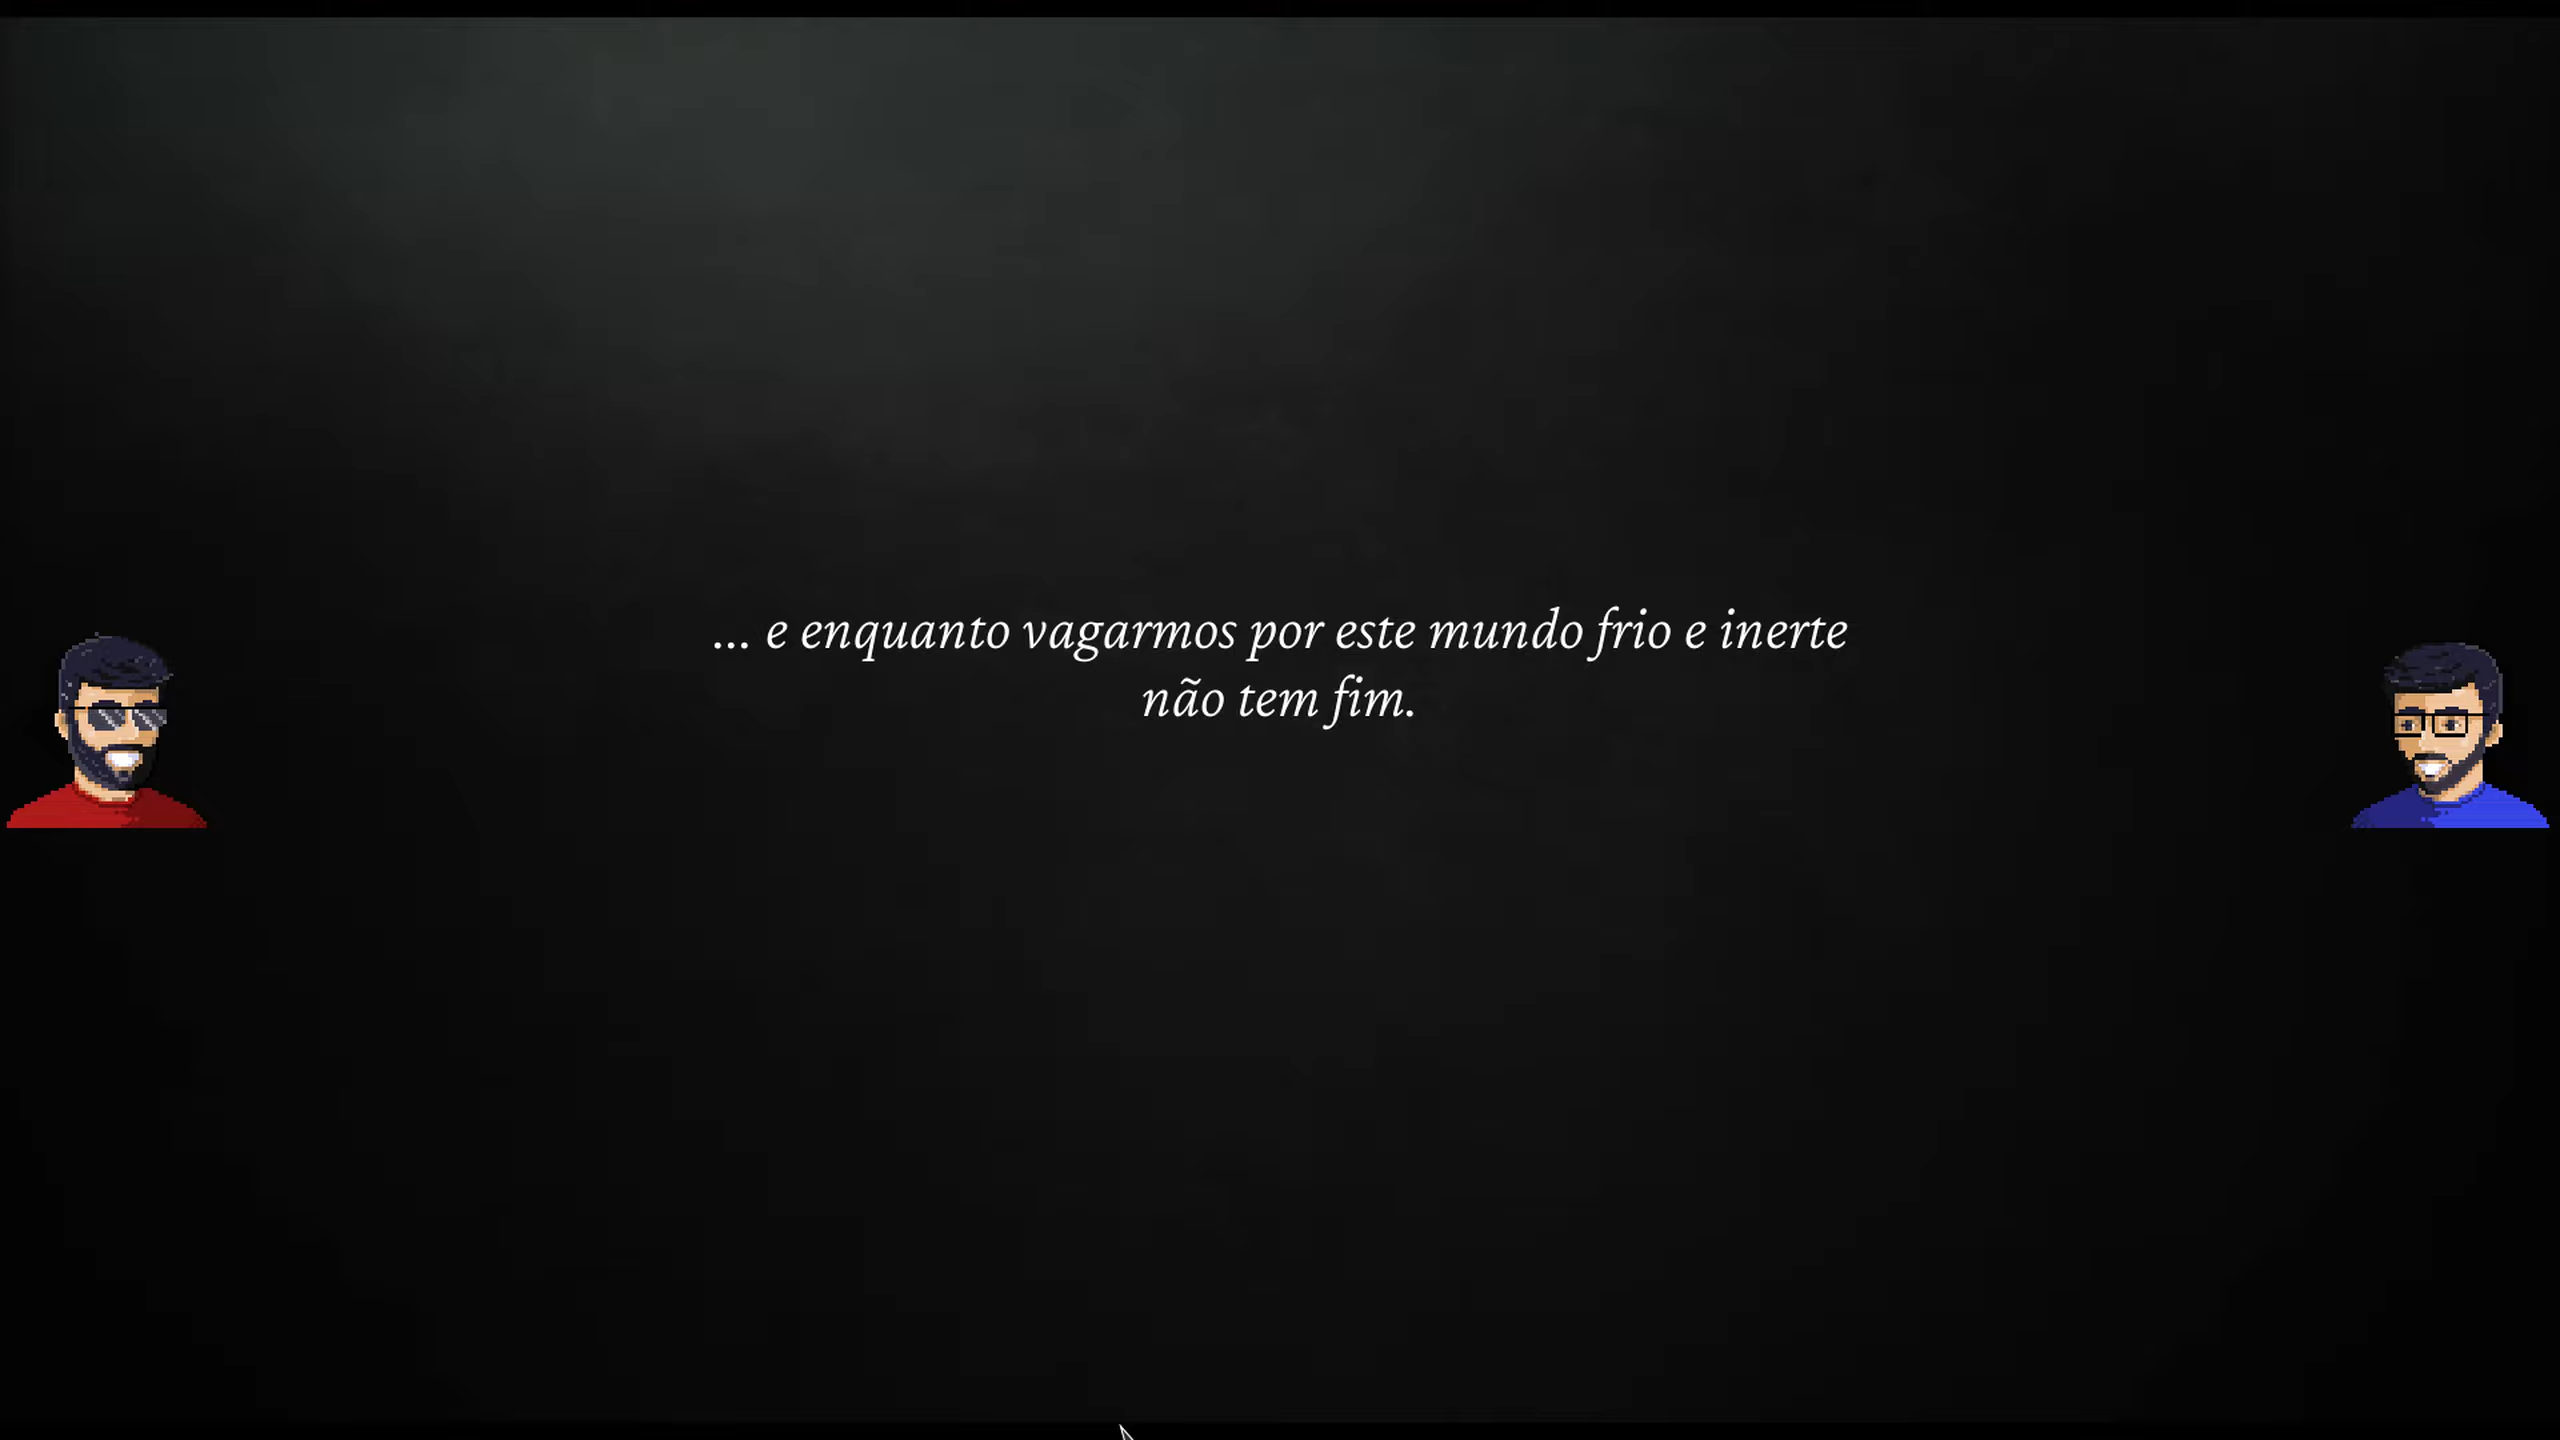 ... e enquanto vagarmos por este mundo frio e inerte
não tem fim.